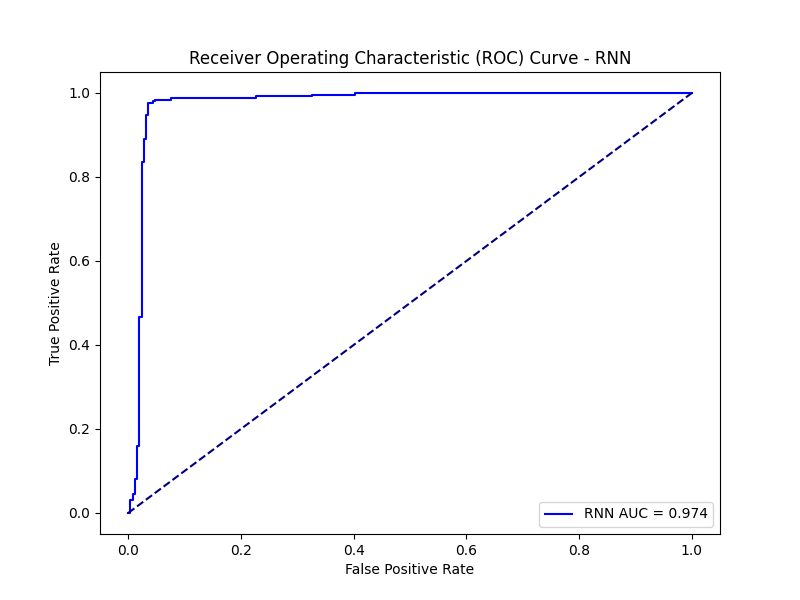 Receiver Operating Characteristic (ROC) Curve - RNN
1.0
0.8
0.6
0.4
0.2
0.0
True Positive Rate
0.0 0.2 0.4 0.6 0.8 1.0
False Positive Rate
RNN AUC = 0.974